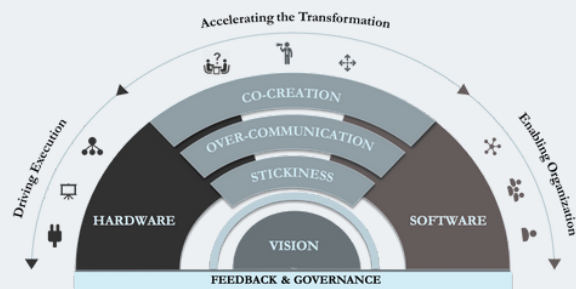 Accelerating the Transformation
?
CO-CREATION
OVER-COMMUNICATION
STICKINESS
Driving Execution
Enabling Organization
HARDWARE
SOFTWARE
VISION
FEEDBACK & GOVERNANCE